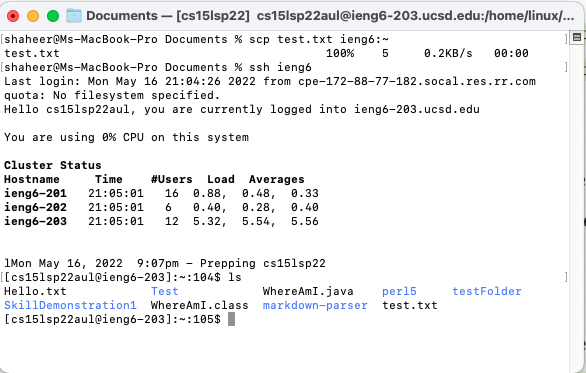 Documents — [cs15lsp22] cs15lsp22aul@ieng6-203.ucsd.edu:/home/linux/...
[shaheer@Ms-MacBook-Pro Documents % scp test.txt ieng6:~ ]
test.txt 100% 5 0.2KB/s 00:00
[shaheer@Ms-MacBook-Pro Documents % ssh ieng6 ]
Last login: Mon May 16 21:04:26 2022 from cpe-172-88-77-182.socal.res.rr.com
quota: No filesystem specified.
Hello cs15lsp22aul, you are currently logged into ieng6-203.ucsd.edu
You are using 0% CPU on this system
Cluster Status
Hostname Time #Users Load Averages
ieng6-201 21:05:01 16 0.88, 0.48, 0.33
ieng6-202 21:05:01 6 0.40, 0.28, 0.40
ieng6-203 21:05:01 12 5.32, 5.54, 5.56
lMon May 16, 2022 9:07pm - Prepping cs15lsp22
[[cs15lsp22aul@ieng6-203]:~:104$ ls ]
Hello.txt Test WhereAmI.java perl5 testFolder
SkillDemonstration1 WhereAmI.class markdown-parser test.txt
[cs15lsp22aul@ieng6-203]:~:105$